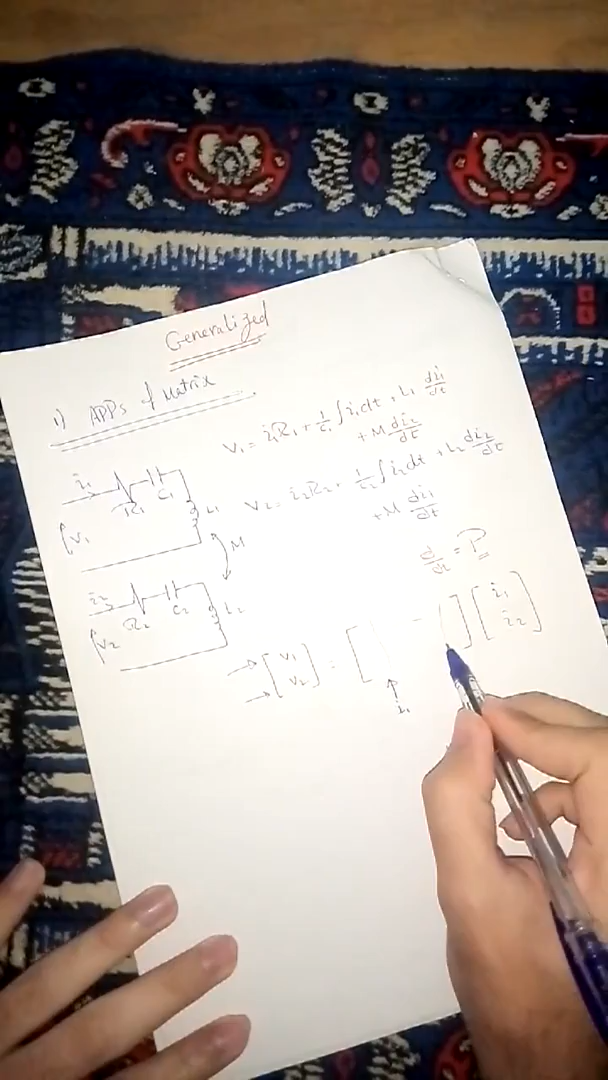 Generalized
1) APPs of Matrix
V₁ = i₁R₁ + 1/C₁ ∫ i₁dt + L₁ di₁/dt
+ M di₂/dt
V₂ = i₂R₂ + 1/C₂ ∫ i₂dt + L₂ di₂/dt
+ M di₁/dt
i₁
R₁ C₁
L₁
V₁
M
i₂
R₂ C₂
L₂
V₂
d/dt = P
[V₁ V₂] = [ ] [i₁ i₂]
i₁